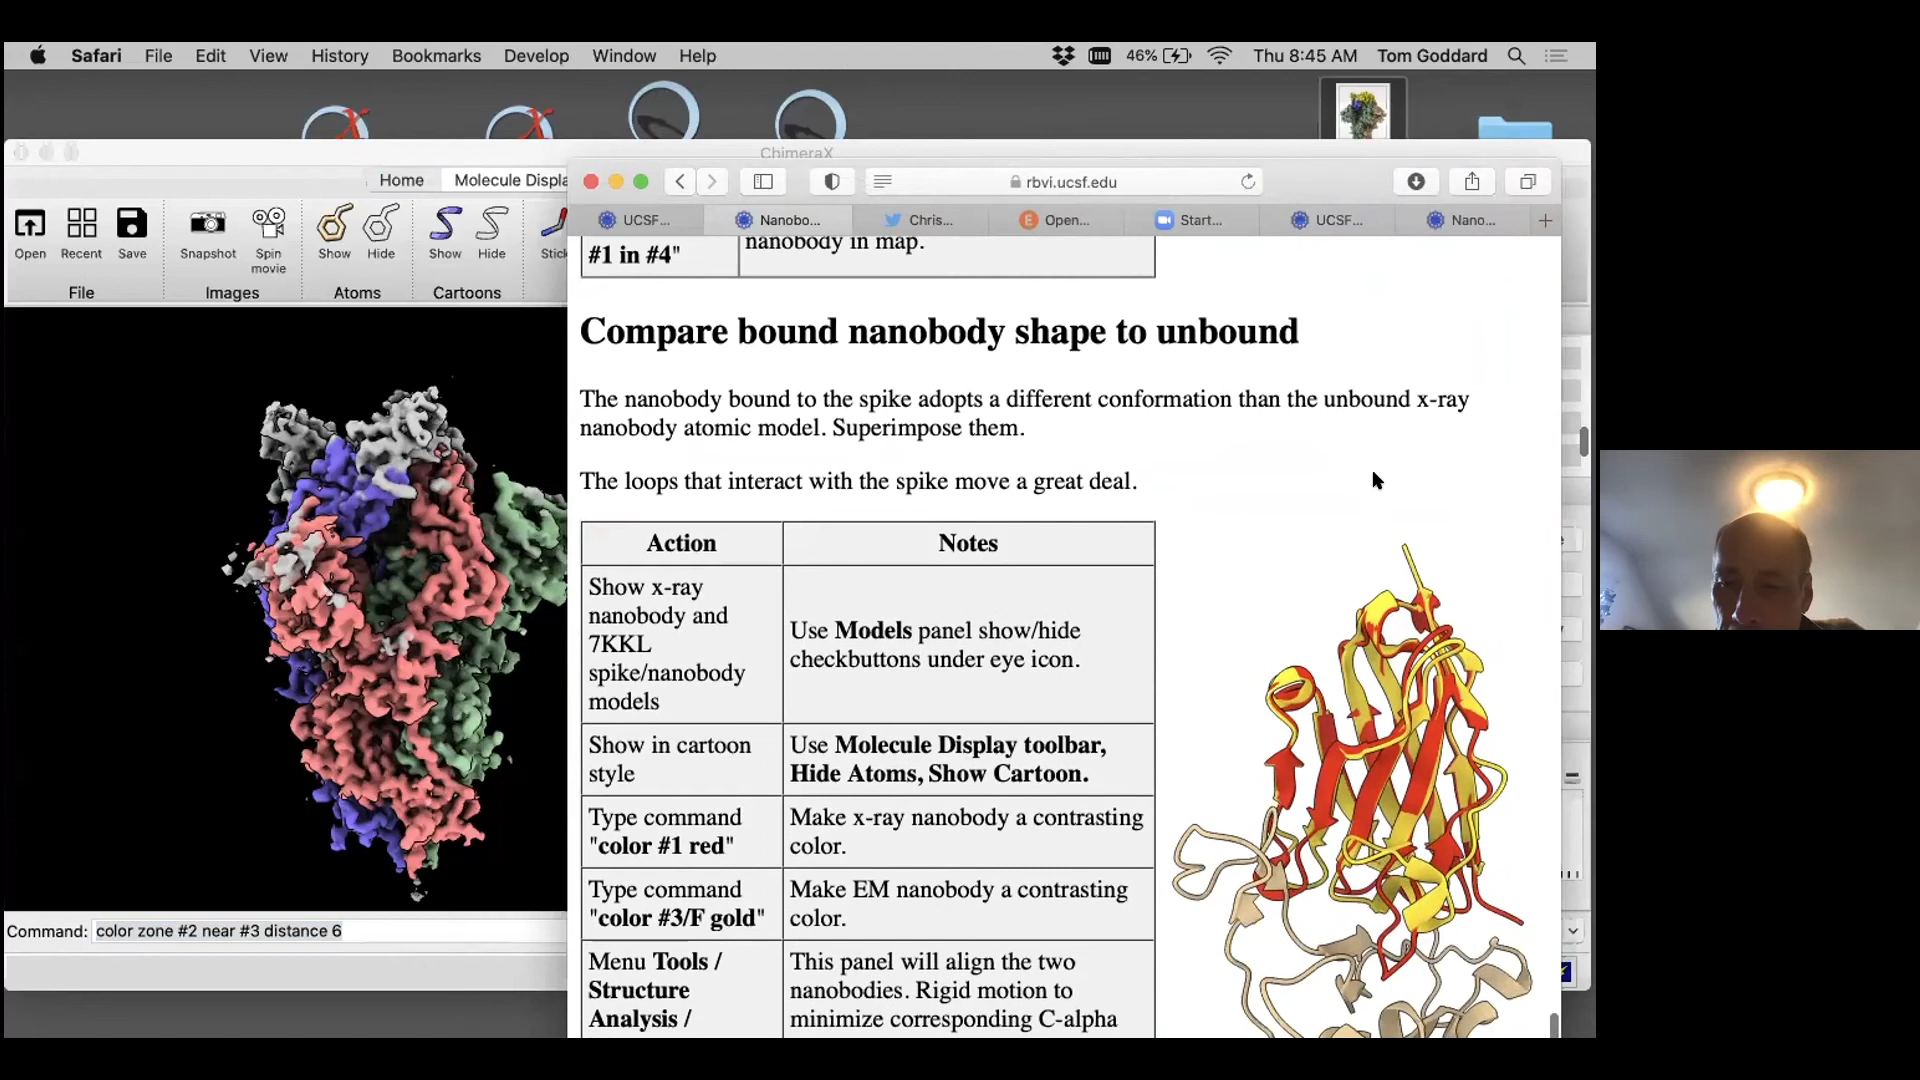 Safari File Edit View History Bookmarks Develop Window Help 46% Thu 8:45 AM Tom Goddard
ChimeraX
Home Molecule Displa
Open Recent Save Snapshot Spin movie Show Hide Show Hide Stick
File Images Atoms Cartoons
rbvi.ucsf.edu
UCSF... Nanobo... Chris... Open... Start... UCSF... Nano...
#1 in #4"
nanobody in map.
Compare bound nanobody shape to unbound
The nanobody bound to the spike adopts a different conformation than the unbound x-ray
nanobody atomic model. Superimpose them.
The loops that interact with the spike move a great deal.
Action Notes
Show x-ray
nanobody and
7KKL
spike/nanobody
models
Use Models panel show/hide
checkbuttons under eye icon.
Show in cartoon
style
Use Molecule Display toolbar,
Hide Atoms, Show Cartoon.
Type command
"color #1 red"
Make x-ray nanobody a contrasting
color.
Type command
"color #3/F gold"
Make EM nanobody a contrasting
color.
Menu Tools /
Structure
Analysis /
This panel will align the two
nanobodies. Rigid motion to
minimize corresponding C-alpha
Command: color zone #2 near #3 distance 6